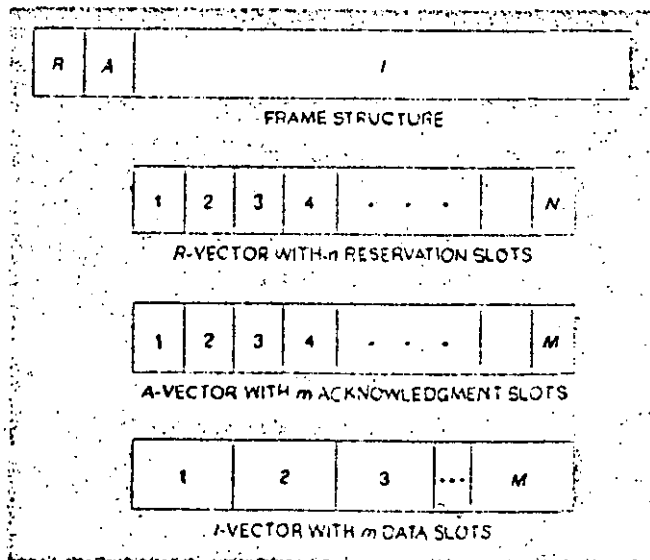 R A I
FRAME STRUCTURE
1 2 3 4 . . . N
R-VECTOR WITH n RESERVATION SLOTS
1 2 3 4 . . . M
A-VECTOR WITH m ACKNOWLEDGMENT SLOTS
1 2 3 ... M
I-VECTOR WITH m DATA SLOTS